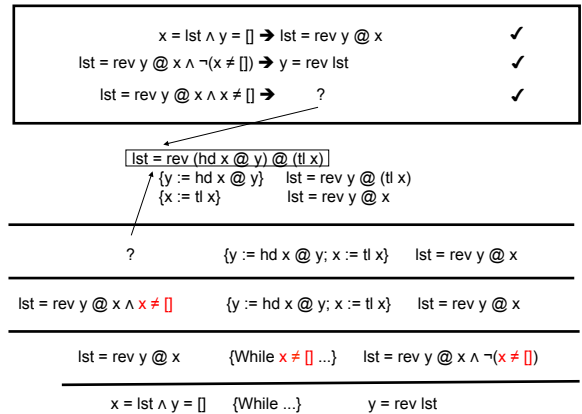 x = lst ∧ y = [] ➔ lst = rev y @ x ✓
lst = rev y @ x ∧ ¬(x ≠ []) ➔ y = rev lst ✓
lst = rev y @ x ∧ x ≠ [] ➔ ? ✓
lst = rev (hd x @ y) @ (tl x)
{y := hd x @ y} lst = rev y @ (tl x)
{x := tl x} lst = rev y @ x
? {y := hd x @ y; x := tl x} lst = rev y @ x
lst = rev y @ x ∧ x ≠ [] {y := hd x @ y; x := tl x} lst = rev y @ x
lst = rev y @ x {While x ≠ [] ...} lst = rev y @ x ∧ ¬(x ≠ [])
x = lst ∧ y = [] {While ...} y = rev lst